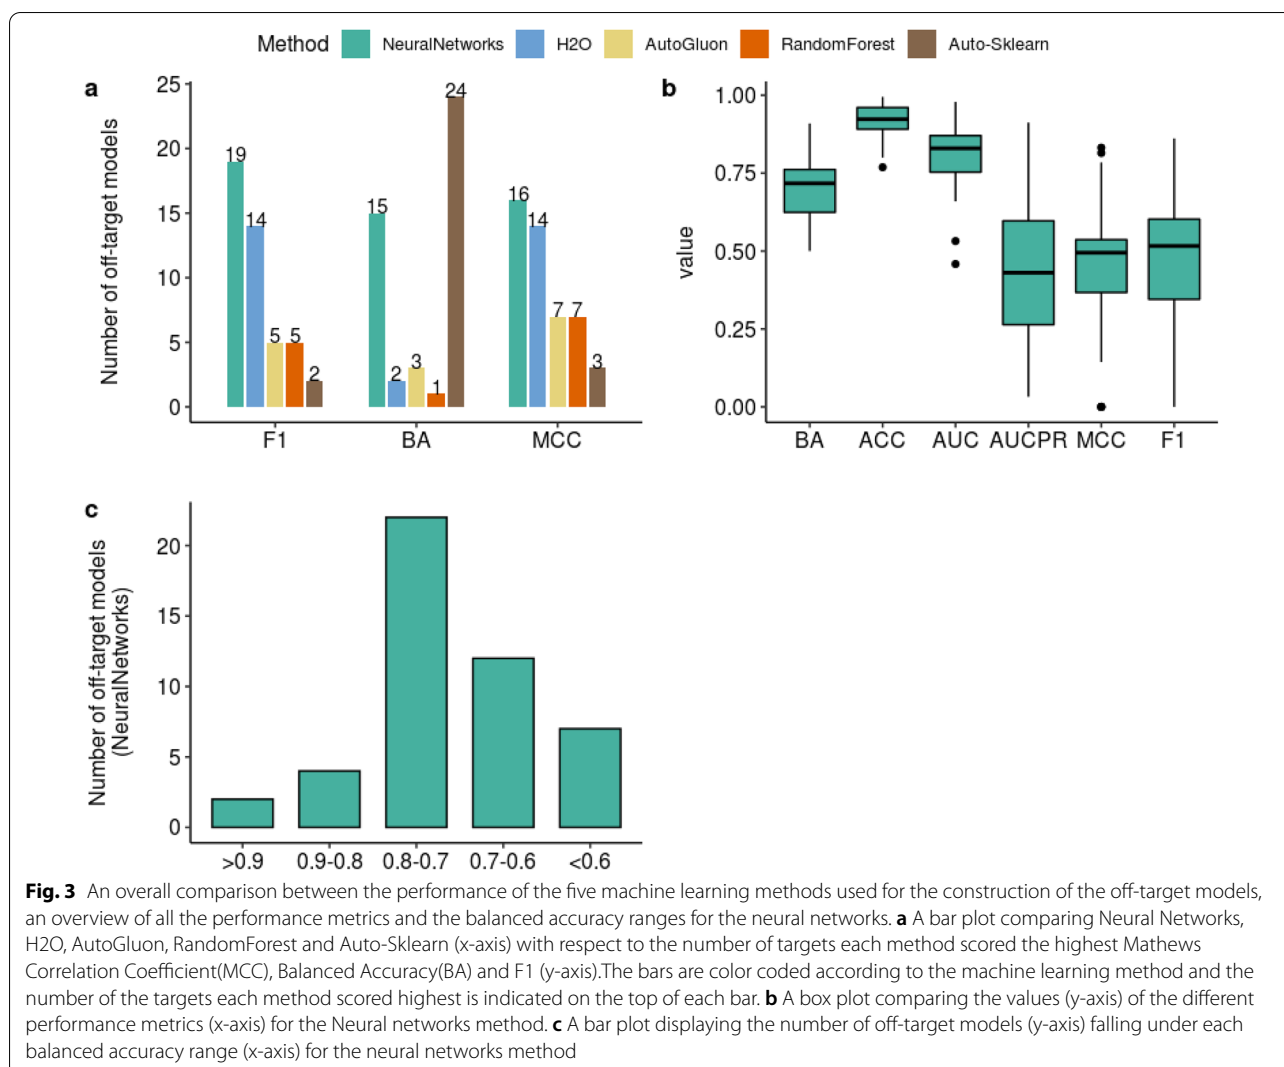 Method NeuralNetworks H2O AutoGluon RandomForest Auto-Sklearn
a
Number of off-target models
25
20
15
10
5
0
19
14
5
5
2
15
2
3
1
24
16
14
7
7
3
F1 BA MCC
b
value
1.00
0.75
0.50
0.25
0.00
BA ACC AUC AUCPR MCC F1
c
Number of off-target models
(NeuralNetworks)
20
15
10
5
0
>0.9 0.9-0.8 0.8-0.7 0.7-0.6 <0.6
Fig. 3 An overall comparison between the performance of the five machine learning methods used for the construction of the off-target models,
an overview of all the performance metrics and the balanced accuracy ranges for the neural networks. a A bar plot comparing Neural Networks,
H2O, AutoGluon, RandomForest and Auto-Sklearn (x-axis) with respect to the number of targets each method scored the highest Mathews
Correlation Coefficient(MCC), Balanced Accuracy(BA) and F1 (y-axis).The bars are color coded according to the machine learning method and the
number of the targets each method scored highest is indicated on the top of each bar. b A box plot comparing the values (y-axis) of the different
performance metrics (x-axis) for the Neural networks method. c A bar plot displaying the number of off-target models (y-axis) falling under each
balanced accuracy range (x-axis) for the neural networks method